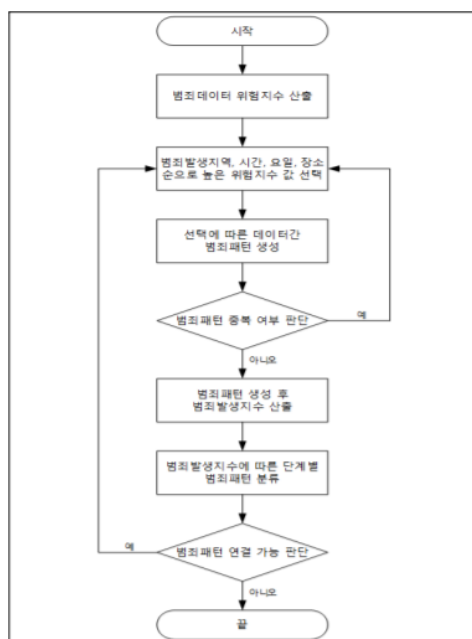 시작
범죄데이터 위험지수 산출
범죄발생지역, 시간, 요일, 장소
순으로 높은 위험지수 값 선택
선택에 따른 데이터간
범죄패턴 생성
범죄패턴 중복 여부 판단
예
아니오
범죄패턴 생성 후
범죄발생지수 산출
범죄발생지수에 따른 단계별
범죄패턴 분류
예
범죄패턴 연결 가능 판단
아니오
끝